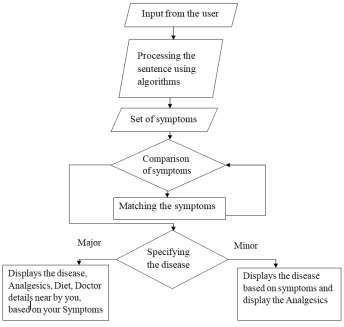 Input from the user
Processing the
sentence using
algorithms
Set of symptoms
Comparison
of symptoms
Matching the symptoms
Major
Specifying
the disease
Minor
Displays the disease,
Analgesics, Diet, Doctor
details near by you,
based on your Symptoms
Displays the disease
based on symptoms and
display the Analgesics